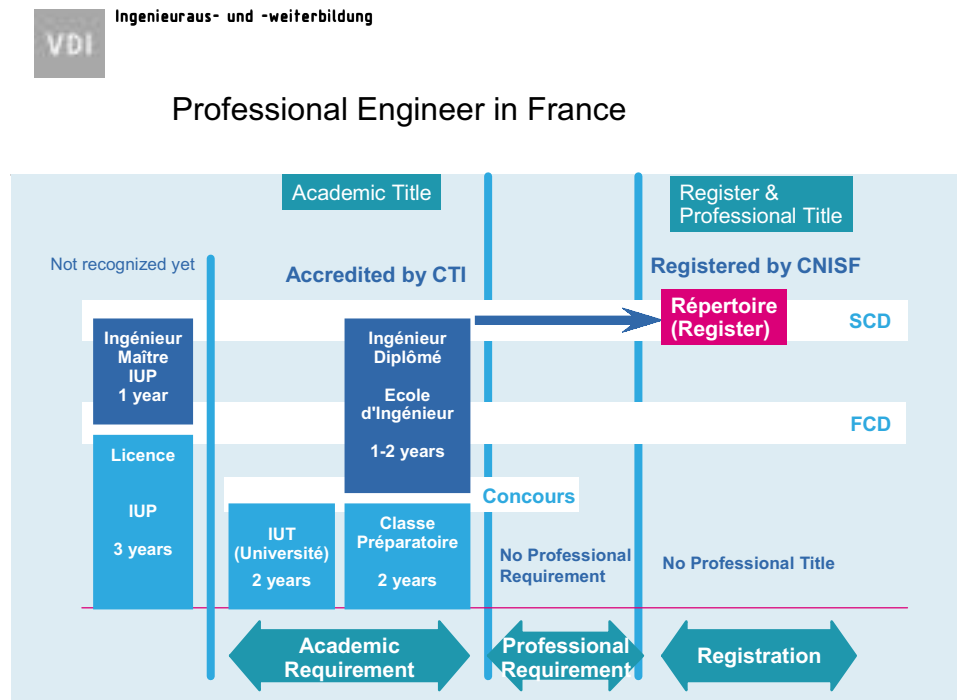 Ingenieuraus- und -weiterbildung
VDI
Professional Engineer in France
Academic Title
Register &
Professional Title
Not recognized yet
Accredited by CTI
Registered by CNISF
Répertoire
(Register)
SCD
Ingénieur
Maître
IUP
1 year
Ingénieur
Diplômé
Ecole
d'Ingénieur
1-2 years
FCD
Licence
IUP
3 years
Concours
IUT
(Université)
2 years
Classe
Préparatoire
2 years
No Professional
Requirement
No Professional Title
Academic
Requirement
Professional
Requirement
Registration